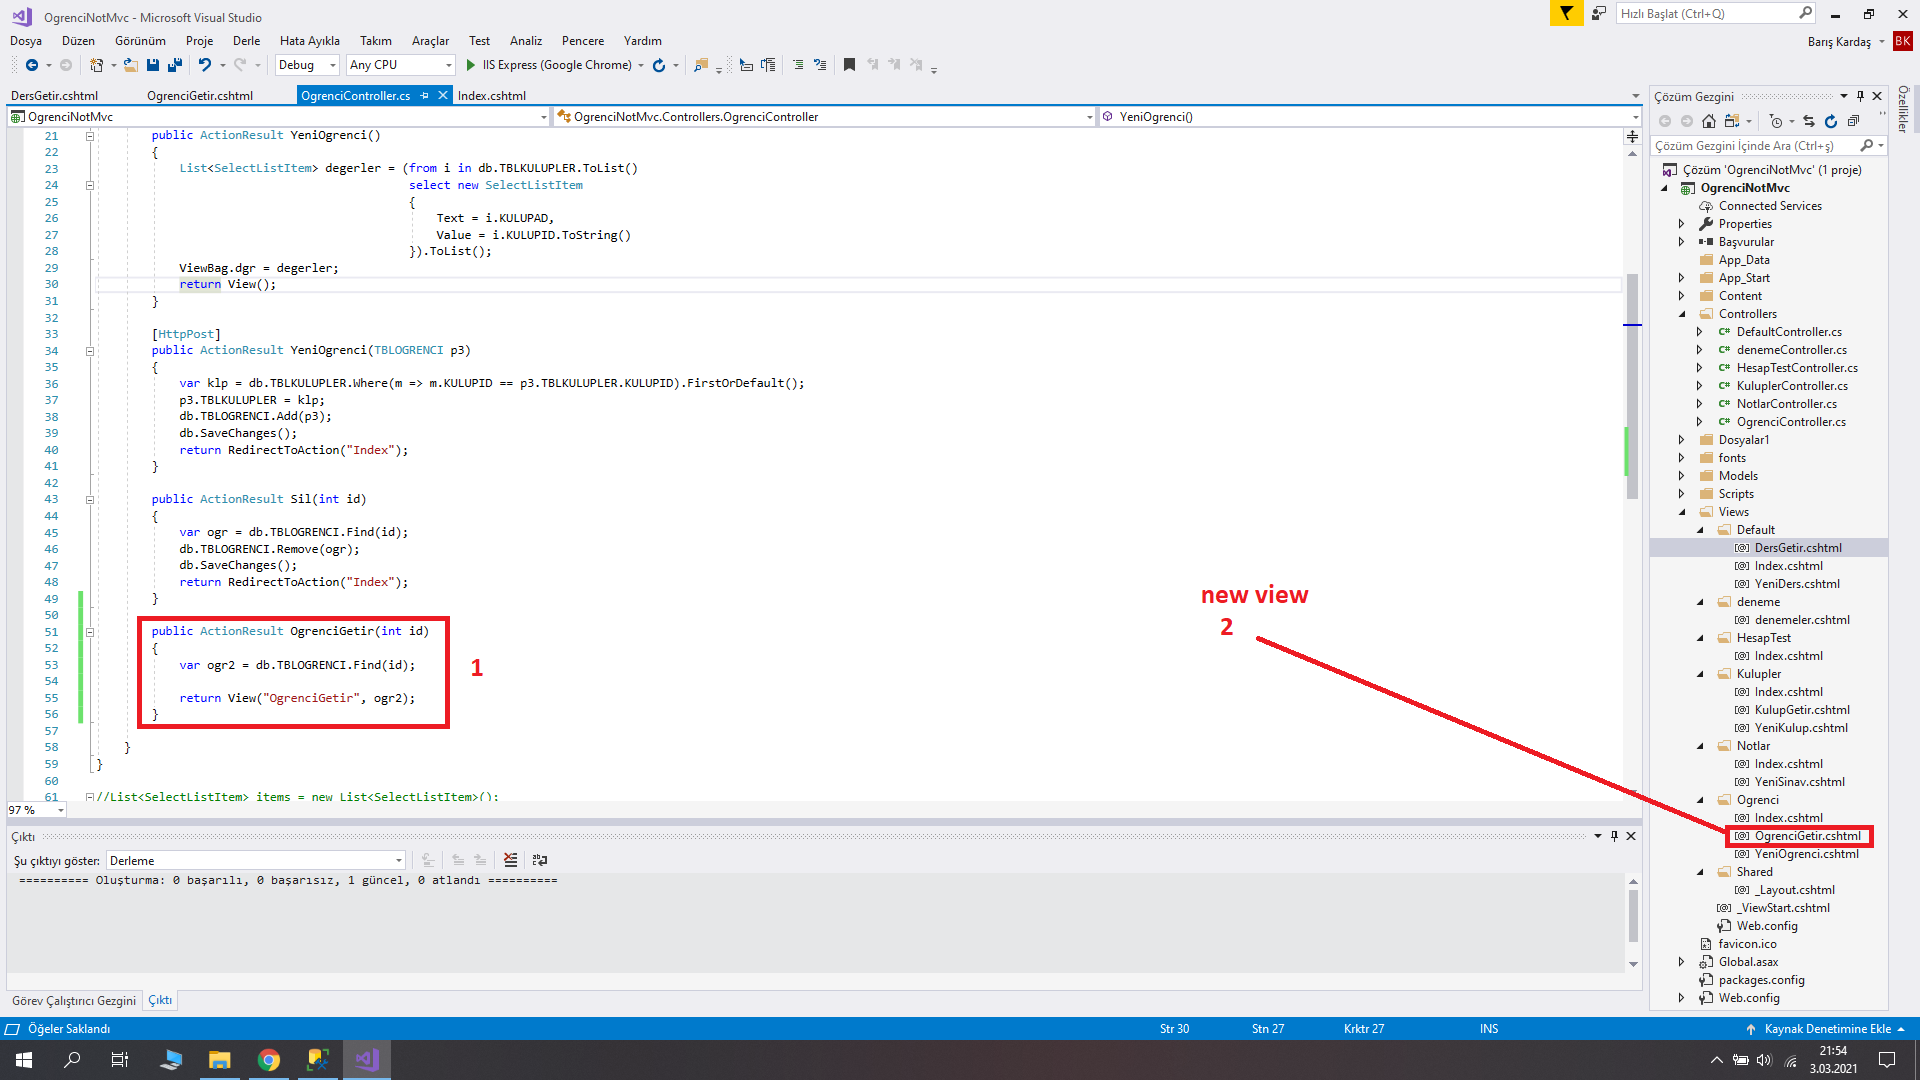 OgrenciNotMvc - Microsoft Visual Studio
Hızlı Başlat (Ctrl+Q)
Dosya Düzen Görünüm Proje Derle Hata Ayıkla Takım Araçlar Test Analiz Pencere Yardım
Barış Kardaş BK
Debug Any CPU IIS Express (Google Chrome)
DersGetir.cshtml OgrenciGetir.cshtml OgrenciController.cs Index.cshtml
OgrenciNotMvc OgrenciNotMvc.Controllers.OgrenciController YeniOgrenci()
21 public ActionResult YeniOgrenci()
22 {
23 List<SelectListItem> degerler = (from i in db.TBLKULUPLER.ToList()
24 select new SelectListItem
25 {
26 Text = i.KULUPAD,
27 Value = i.KULUPID.ToString()
28 }).ToList();
29 ViewBag.dgr = degerler;
30 return View();
31 }
32
33 [HttpPost]
34 public ActionResult YeniOgrenci(TBLOGRENCI p3)
35 {
36 var klp = db.TBLKULUPLER.Where(m => m.KULUPID == p3.TBLKULUPLER.KULUPID).FirstOrDefault();
37 p3.TBLKULUPLER = klp;
38 db.TBLOGRENCI.Add(p3);
39 db.SaveChanges();
40 return RedirectToAction("Index");
41 }
42
43 public ActionResult Sil(int id)
44 {
45 var ogr = db.TBLOGRENCI.Find(id);
46 db.TBLOGRENCI.Remove(ogr);
47 db.SaveChanges();
48 return RedirectToAction("Index");
49 }
50
51 public ActionResult OgrenciGetir(int id)
52 {
53 var ogr2 = db.TBLOGRENCI.Find(id);
54
55 return View("OgrenciGetir", ogr2);
56 }
57
58 }
59 }
60
61 //List<SelectListItem> items = new List<SelectListItem>();
1
new view
2
97 %
Çıktı
Şu çıktıyı göster: Derleme
========== Oluşturma: 0 başarılı, 0 başarısız, 1 güncel, 0 atlandı ==========
Görev Çalıştırıcı Gezgini Çıktı
Çözüm Gezgini
Özellikler
Çözüm Gezgini İçinde Ara (Ctrl+ş)
Çözüm 'OgrenciNotMvc' (1 proje)
OgrenciNotMvc
Connected Services
Properties
Başvurular
App_Data
App_Start
Content
Controllers
C# DefaultController.cs
C# denemeController.cs
C# HesapTestController.cs
C# KuluplerController.cs
C# NotlarController.cs
C# OgrenciController.cs
Dosyalar1
fonts
Models
Scripts
Views
Default
[@] DersGetir.cshtml
[@] Index.cshtml
[@] YeniDers.cshtml
deneme
[@] denemeler.cshtml
HesapTest
[@] Index.cshtml
Kulupler
[@] Index.cshtml
[@] KulupGetir.cshtml
[@] YeniKulup.cshtml
Notlar
[@] Index.cshtml
[@] YeniSinav.cshtml
Ogrenci
[@] Index.cshtml
[@] OgrenciGetir.cshtml
[@] YeniOgrenci.cshtml
Shared
[@] _Layout.cshtml
[@] _ViewStart.cshtml
Web.config
favicon.ico
Global.asax
packages.config
Web.config
Öğeler Saklandı Str 30 Stn 27 Krktr 27 INS Kaynak Denetimine Ekle
21:54
3.03.2021